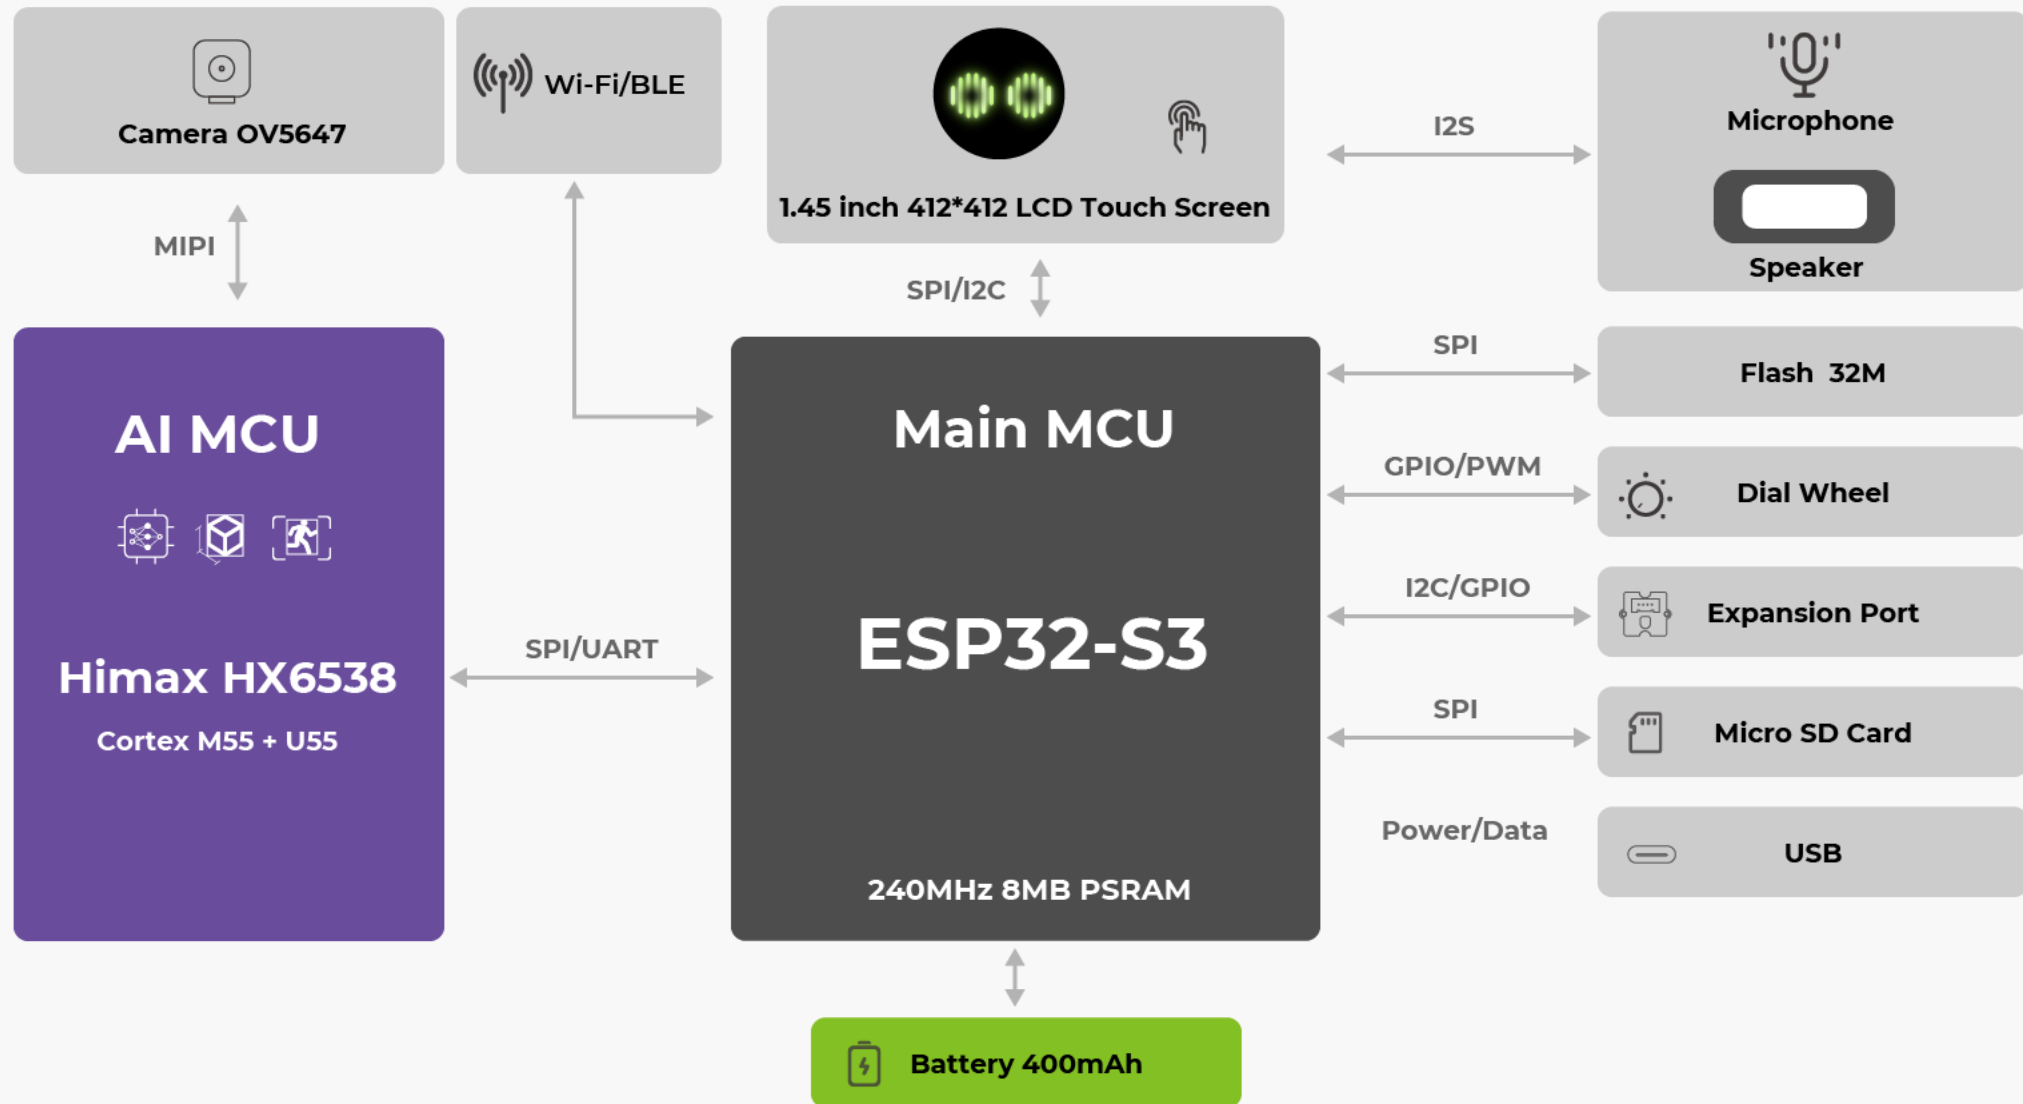 Camera OV5647
Wi-Fi/BLE
1.45 inch 412*412 LCD Touch Screen
Microphone
Speaker
I2S
MIPI
SPI/I2C
AI MCU
Himax HX6538
Cortex M55 + U55
SPI/UART
Main MCU
ESP32-S3
240MHz 8MB PSRAM
SPI
Flash 32M
GPIO/PWM
Dial Wheel
I2C/GPIO
Expansion Port
SPI
Micro SD Card
Power/Data
USB
Battery 400mAh